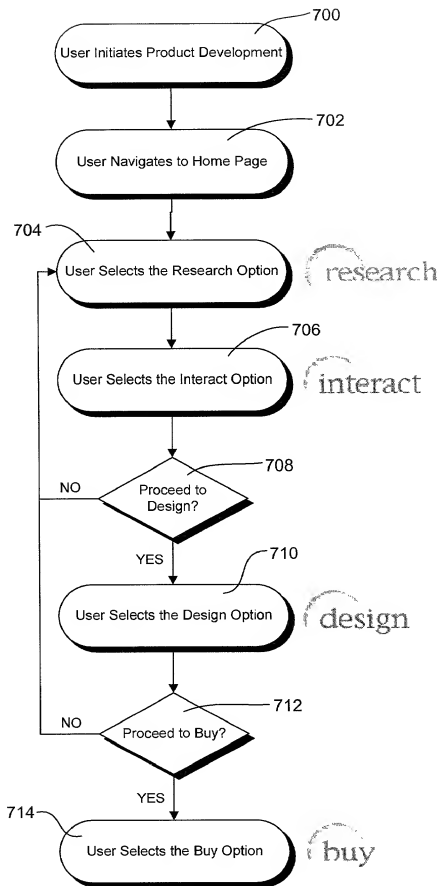 700
User Initiates Product Development
702
User Navigates to Home Page
704
User Selects the Research Option
research
706
User Selects the Interact Option
interact
708
NO
Proceed to
Design?
YES
710
User Selects the Design Option
design
712
NO
Proceed to Buy?
YES
714
User Selects the Buy Option
buy